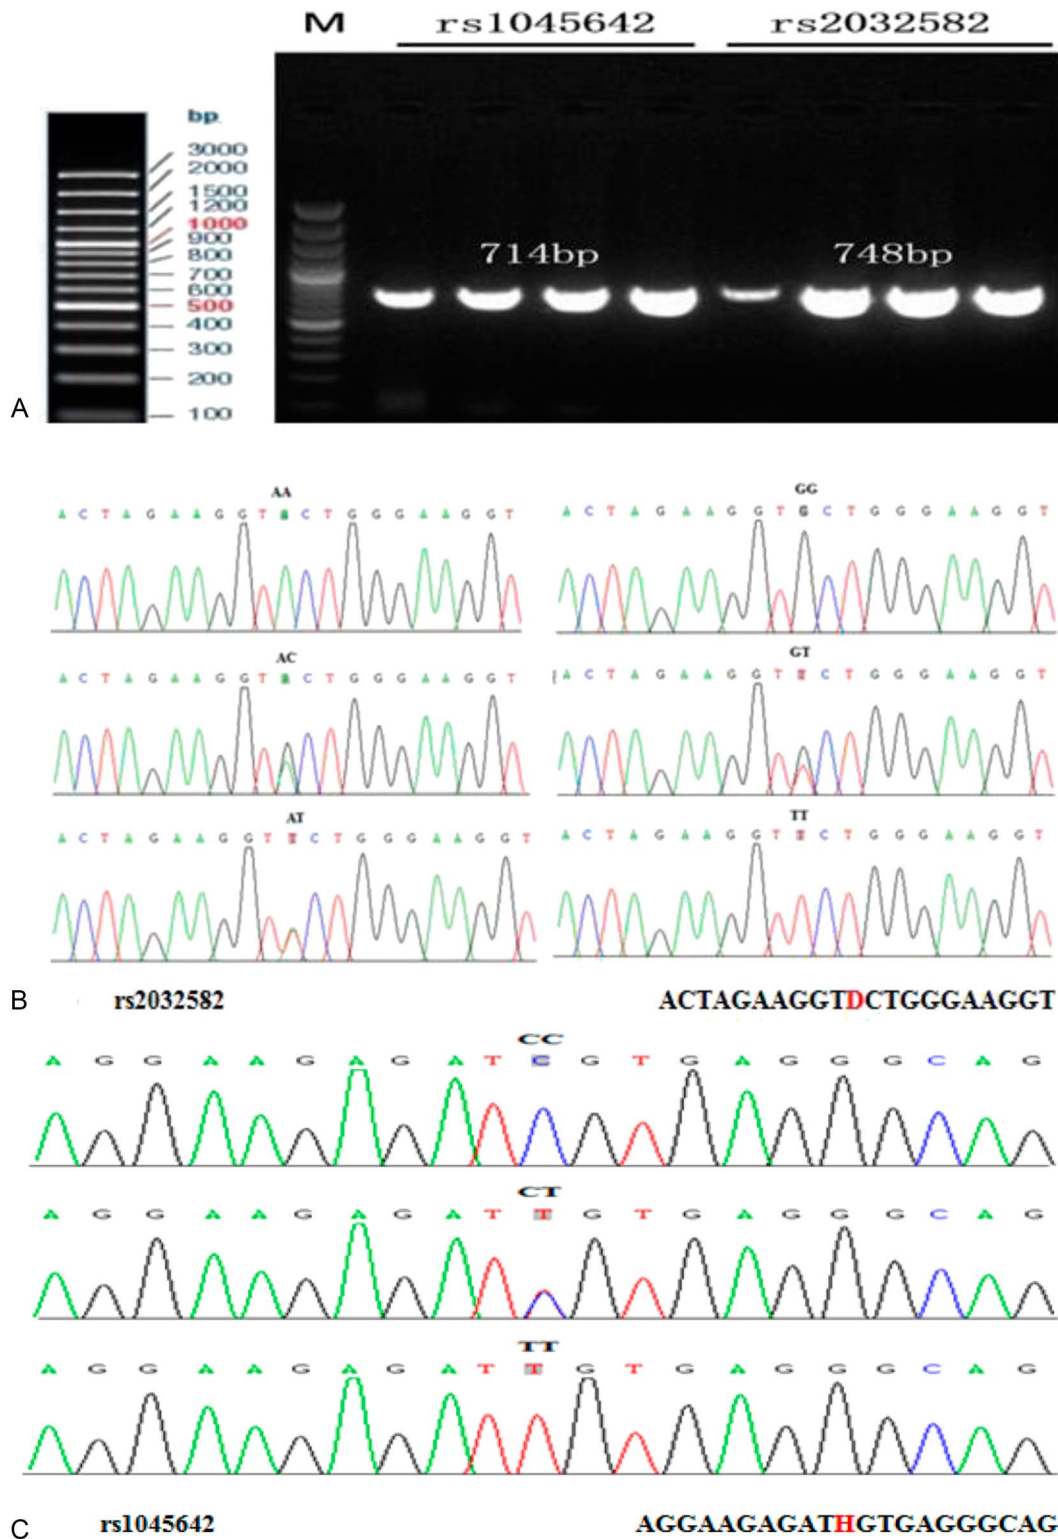 M rs1045642 rs2032582
bp
3000
2000
1500
1200
1000
900
800
700
600
500
400
300
200
100
714bp 748bp
A
AA
A C T A G A A G G T A C T G G G A A G G T
GG
A C T A G A A G G T G C T G G G A A G G T
AC
A C T A G A A G G T A C T G G G A A G G T
GT
A C T A G A A G G T T C T G G G A A G G T
AT
A C T A G A A G G T T C T G G G A A G G T
TT
A C T A G A A G G T T C T G G G A A G G T
B rs2032582 ACTAGAAGGTDCTGGGAAGGT
CC
A G G A A G A G A T C G T G A G G G C A G
CT
A G G A A G A G A T T G T G A G G G C A G
TT
A G G A A G A G A T T G T G A G G G C A G
C rs1045642 AGGAAGAGATHGTGAGGGCAG